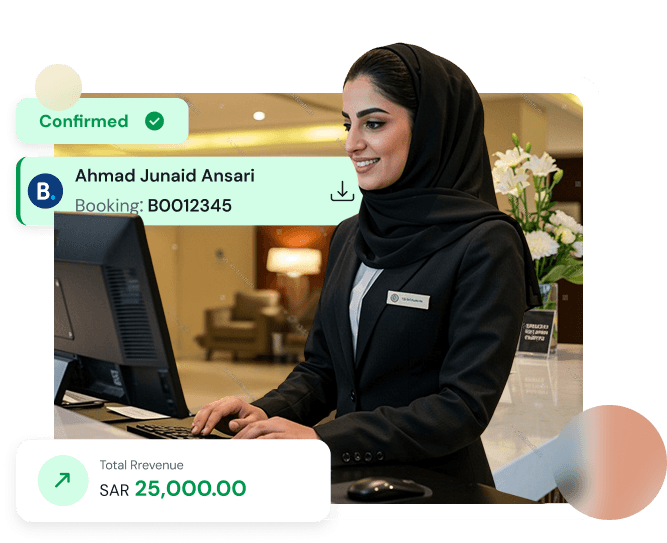 Confirmed
B.
Ahmad Junaid Ansari
Booking: B0012345
Total Rrevenue
SAR 25,000.00